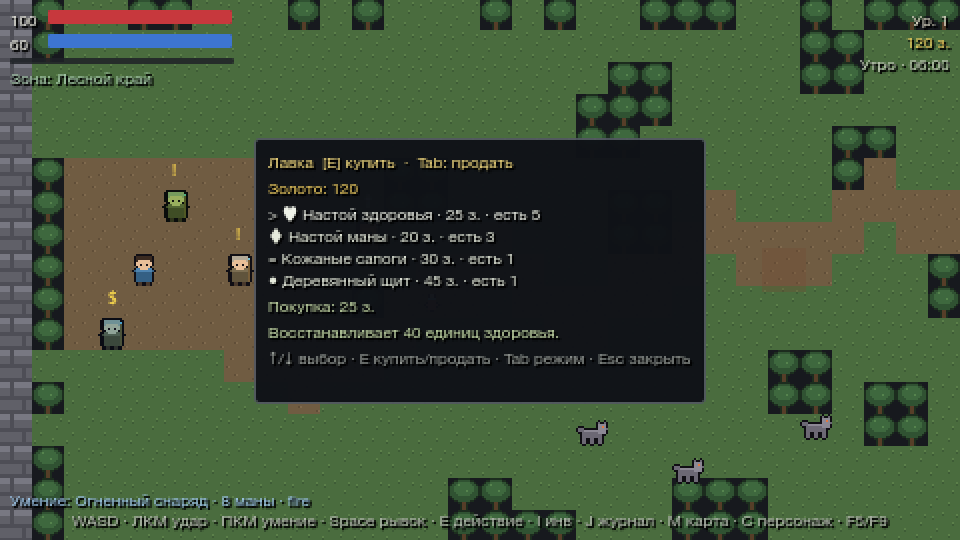 100
Ур. 1
60
120 з.
Утро · 06:00
Зона: Лесной край
!
Лавка [E] купить · Tab: продать
Золото: 120
!
> Настой здоровья · 25 з. · есть 5
Настой маны · 20 з. · есть 3
Кожаные сапоги · 30 з. · есть 1
Деревянный щит · 45 з. · есть 1
$
Покупка: 25 з.
Восстанавливает 40 единиц здоровья.
↑/↓ выбор · E купить/продать · Tab режим · Esc закрыть
Умение: Огненный снаряд · 8 маны · fire
WASD · ЛКМ удар · ПКМ умение · Space рывок · E действие · I инв · J журнал · M карта · C персонаж · F5/F9